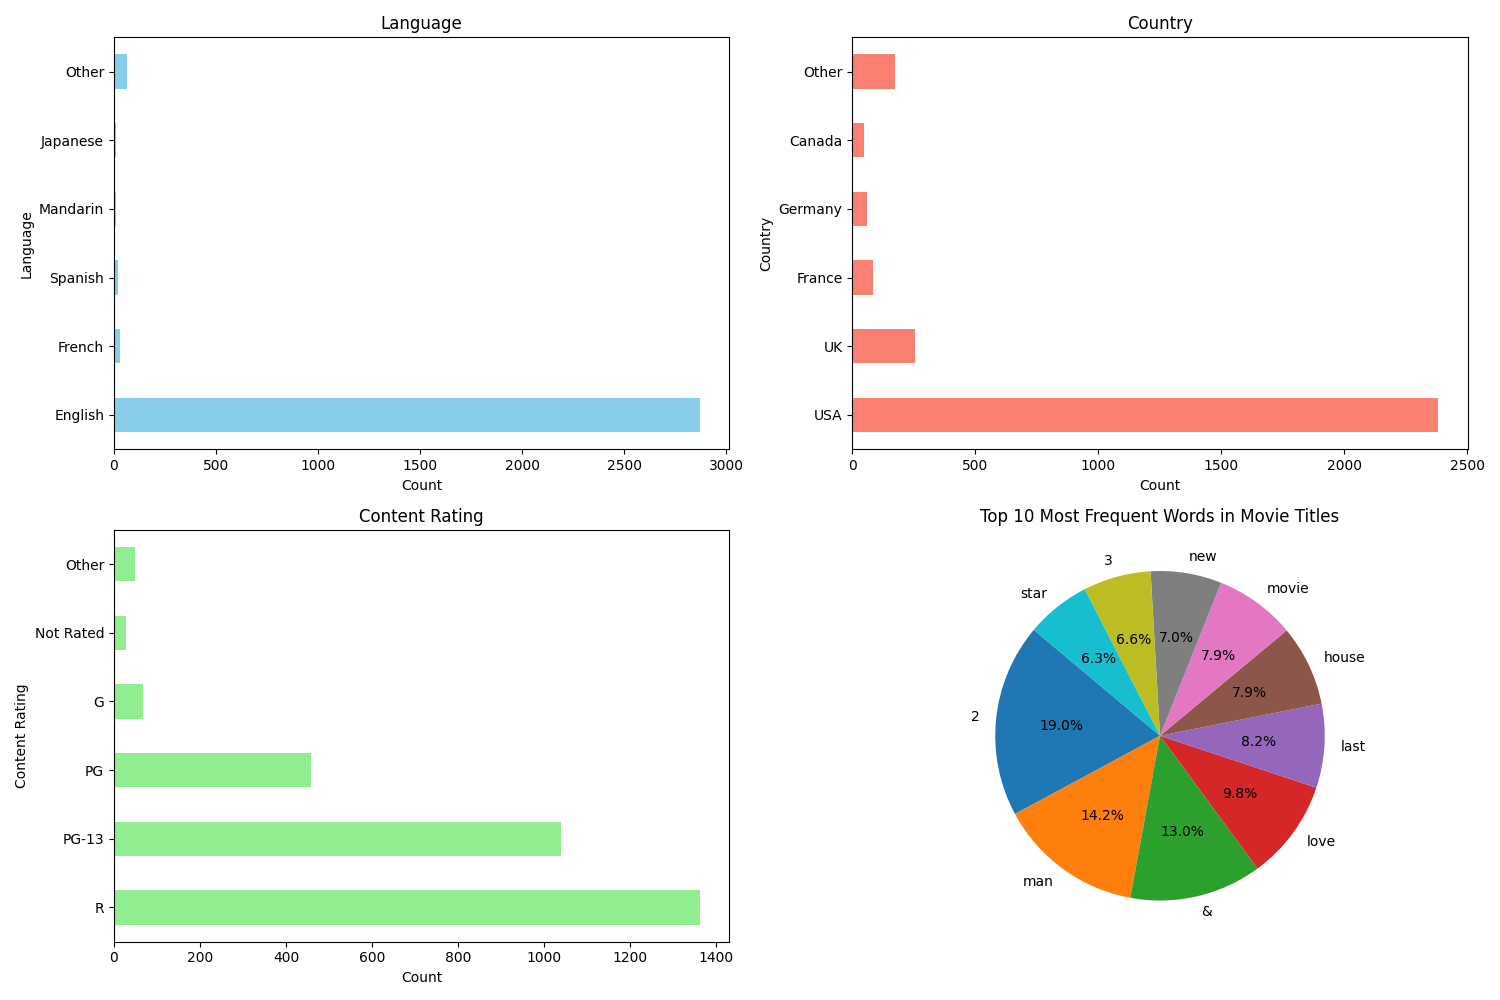 Language
Other
Japanese
Mandarin
Spanish
French
English
Language
0 500 1000 1500 2000 2500 3000
Count
Country
Other
Canada
Germany
France
UK
USA
Country
0 500 1000 1500 2000 2500
Count
Content Rating
Other
Not Rated
G
PG
PG-13
R
Content Rating
0 200 400 600 800 1000 1200 1400
Count
Top 10 Most Frequent Words in Movie Titles
2
19.0%
man
14.2%
&
13.0%
love
9.8%
last
8.2%
house
7.9%
movie
7.9%
new
7.0%
3
6.6%
star
6.3%